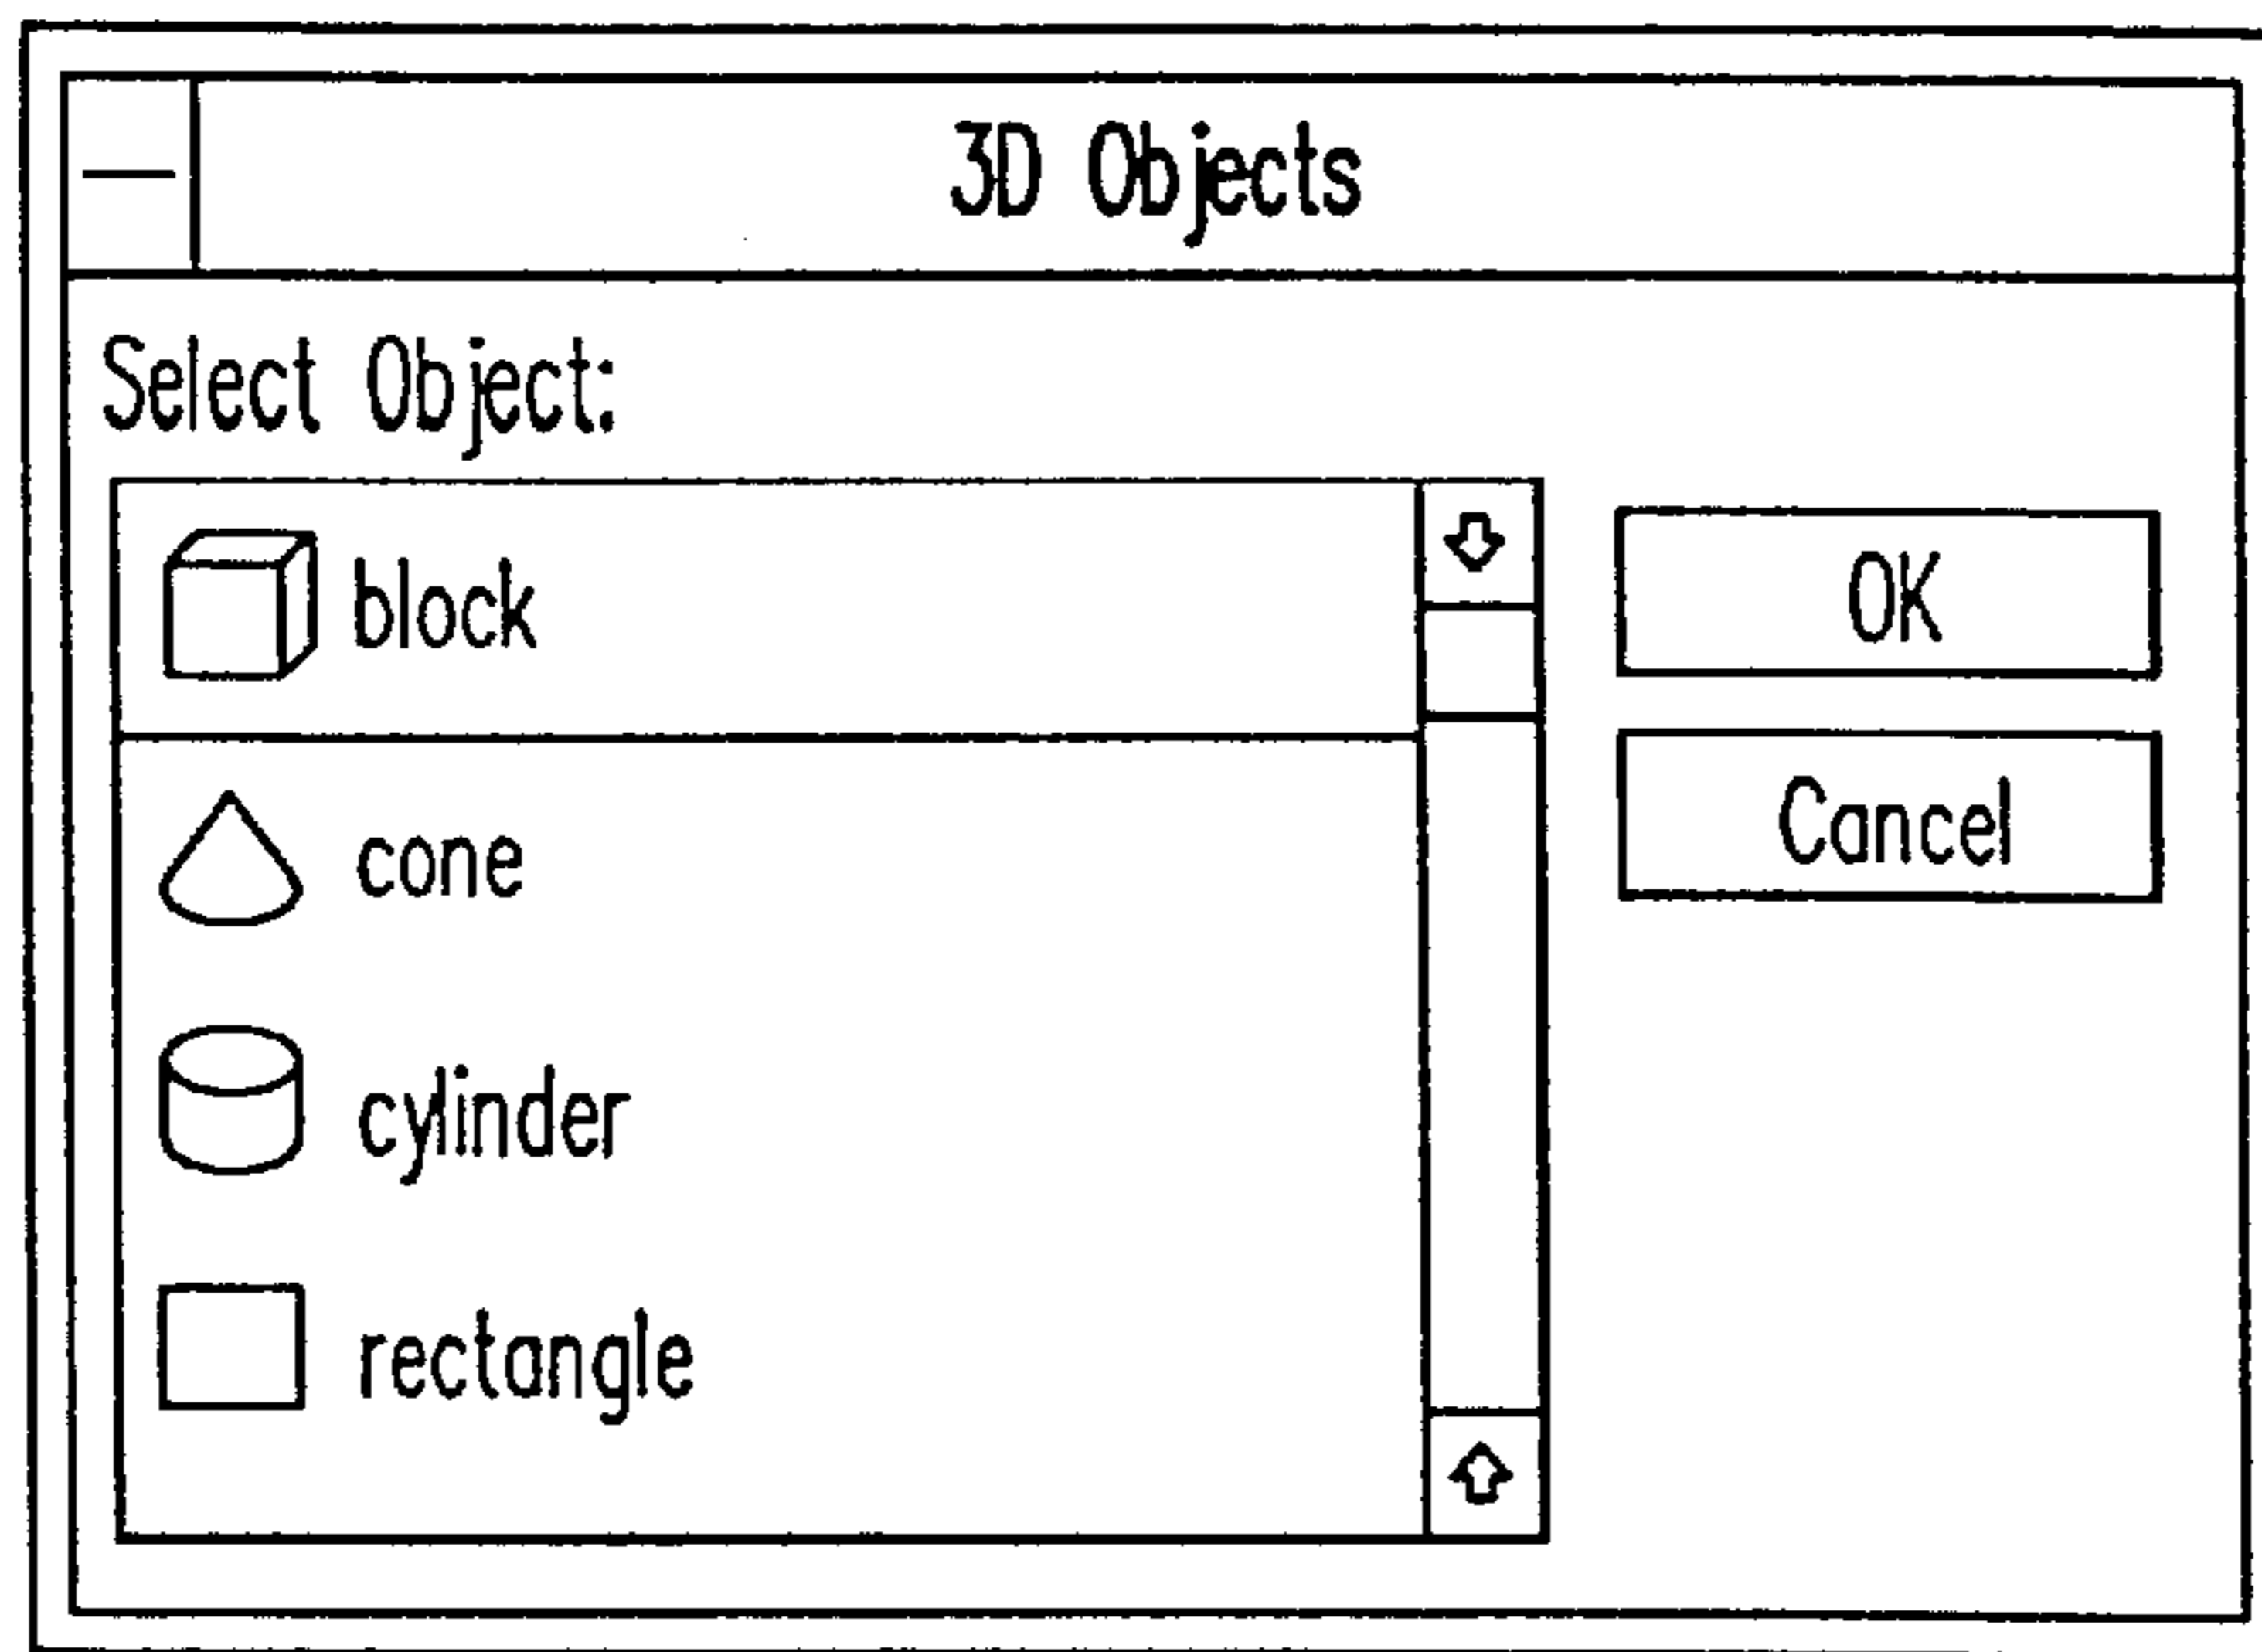 3D Objects
Select Object:
block
OK
cone
Cancel
cylinder
rectangle